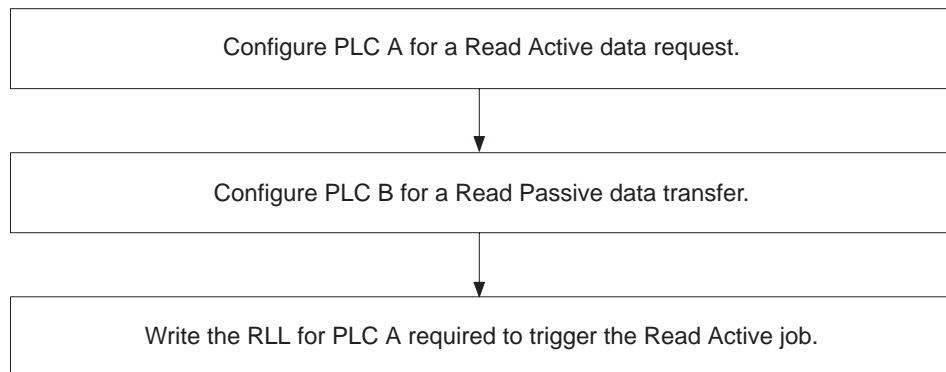 Configure PLC A for a Read Active data request.
Configure PLC B for a Read Passive data transfer.
Write the RLL for PLC A required to trigger the Read Active job.